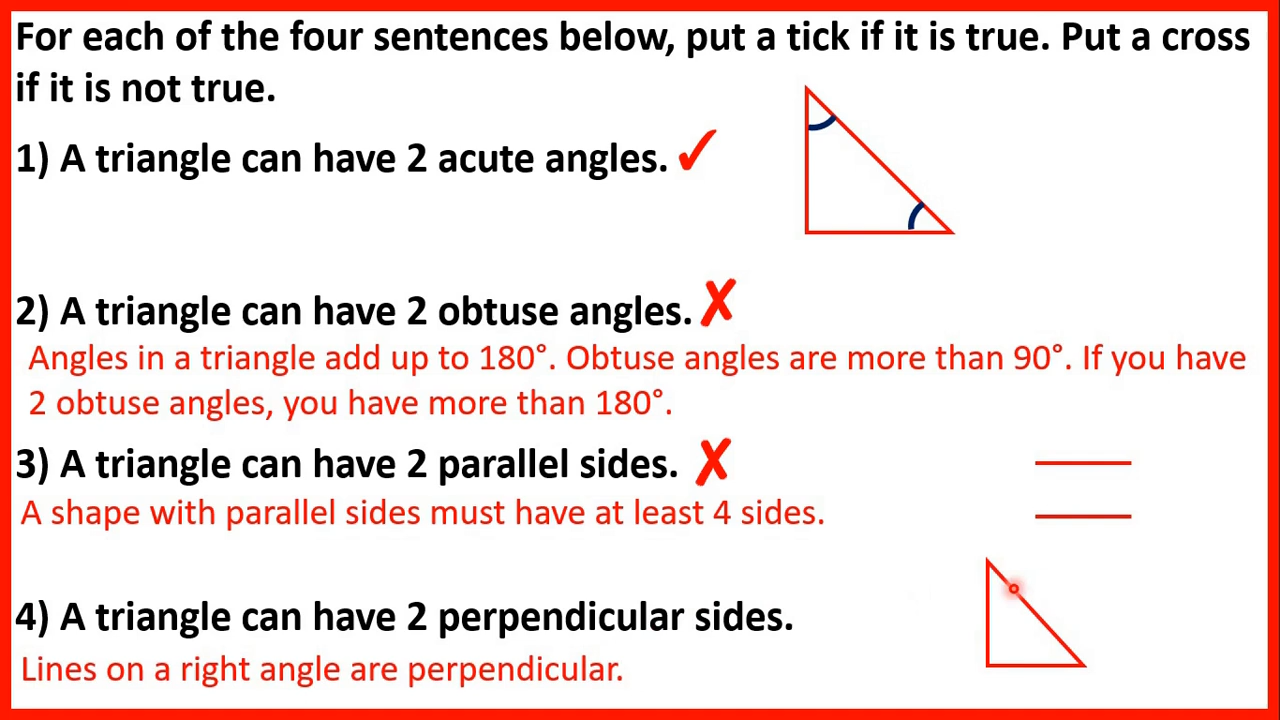 For each of the four sentences below, put a tick if it is true. Put a cross
if it is not true.
1) A triangle can have 2 acute angles. ✓
2) A triangle can have 2 obtuse angles. ✗
Angles in a triangle add up to 180°. Obtuse angles are more than 90°. If you have
2 obtuse angles, you have more than 180°.
3) A triangle can have 2 parallel sides. ✗
A shape with parallel sides must have at least 4 sides.
4) A triangle can have 2 perpendicular sides.
Lines on a right angle are perpendicular.